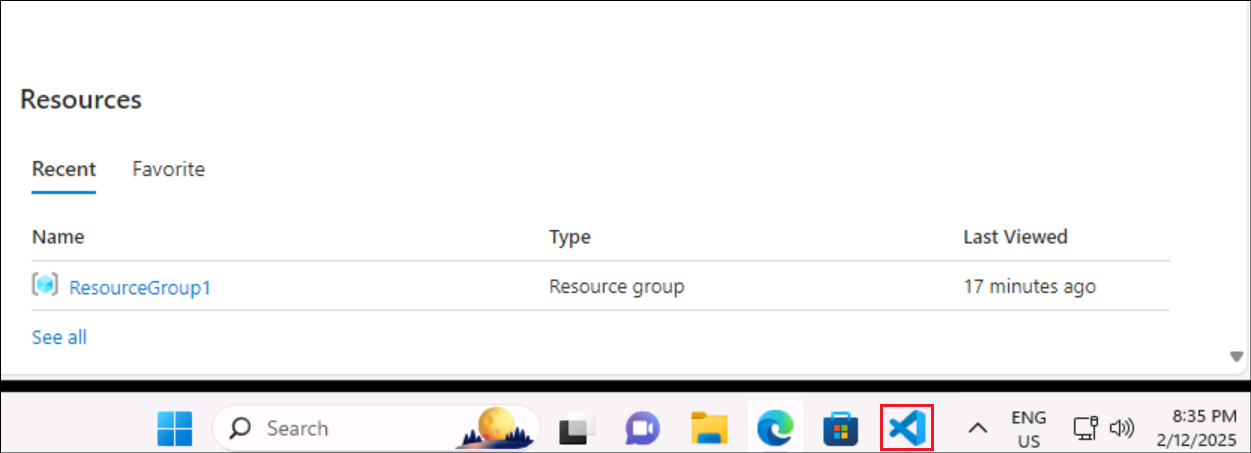 Resources
Recent Favorite
Name Type Last Viewed
ResourceGroup1 Resource group 17 minutes ago
See all
Search ENG US 8:35 PM 2/12/2025